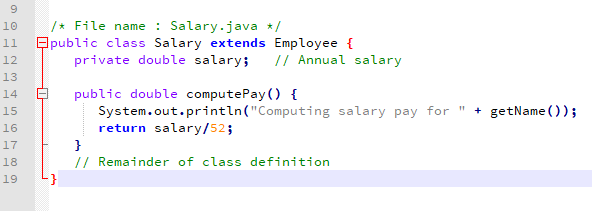 9
10 /* File name : Salary.java */
11 public class Salary extends Employee {
12 private double salary; // Annual salary
13
14 public double computePay() {
15 System.out.println("Computing salary pay for " + getName());
16 return salary/52;
17 }
18 // Remainder of class definition
19 }